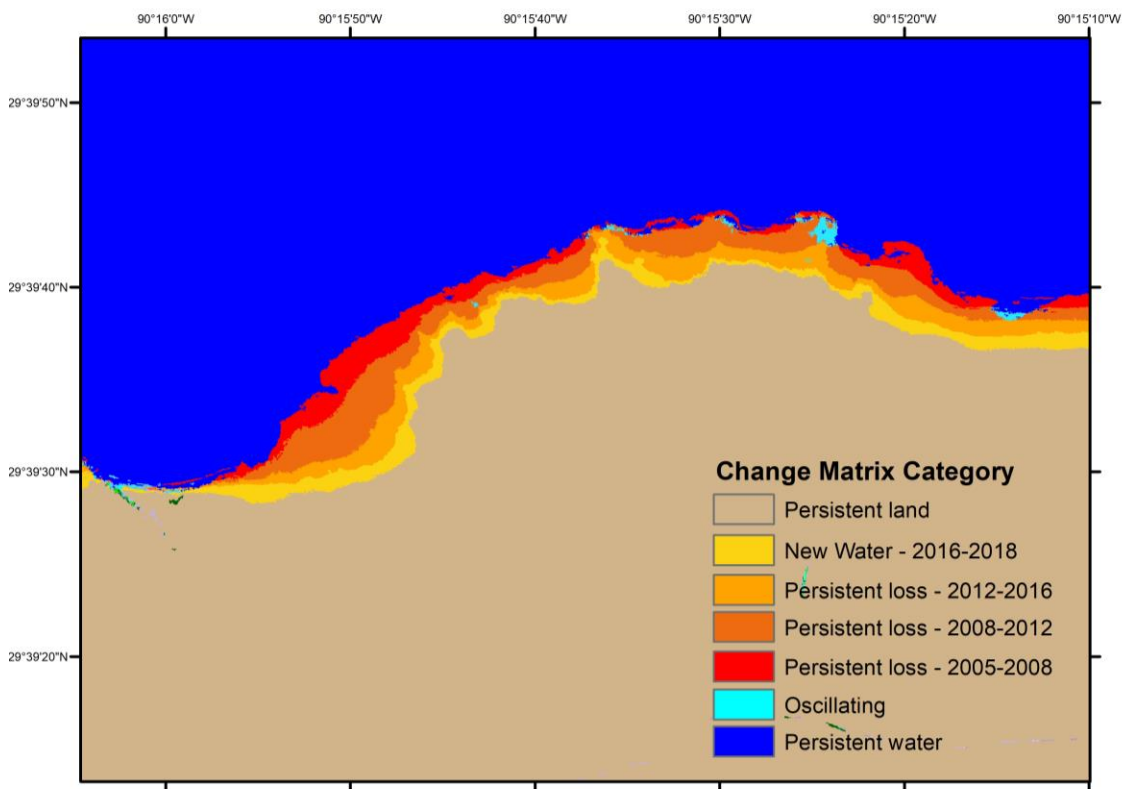 90°16'0"W
90°15'50"W
90°15'40"W
90°15'30"W
90°15'20"W
90°15'10"W
29°39'50"N
29°39'40"N
29°39'30"N
29°39'20"N
Change Matrix Category
Persistent land
New Water - 2016-2018
Persistent loss - 2012-2016
Persistent loss - 2008-2012
Persistent loss - 2005-2008
Oscillating
Persistent water